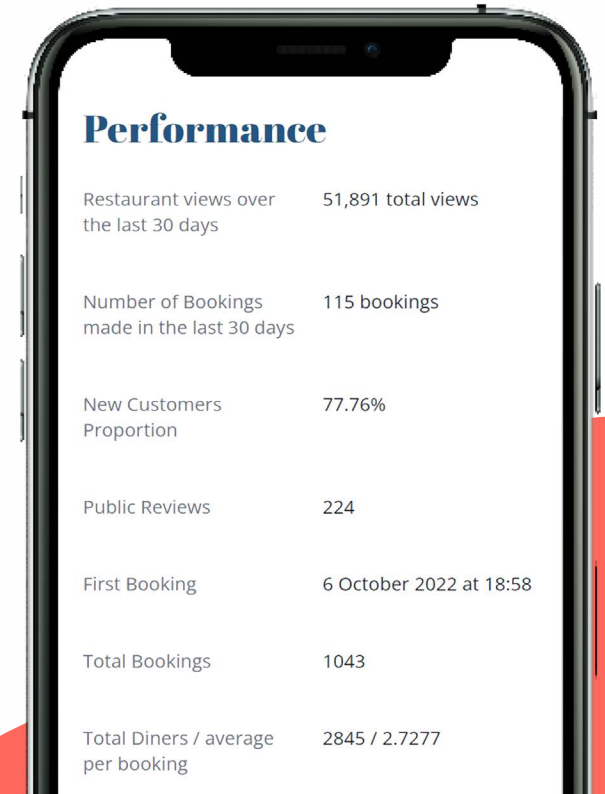 Performance
Restaurant views over 51,891 total views
the last 30 days
Number of Bookings 115 bookings
made in the last 30 days
New Customers 77.76%
Proportion
Public Reviews 224
First Booking 6 October 2022 at 18:58
Total Bookings 1043
Total Diners / average 2845 / 2.7277
per booking